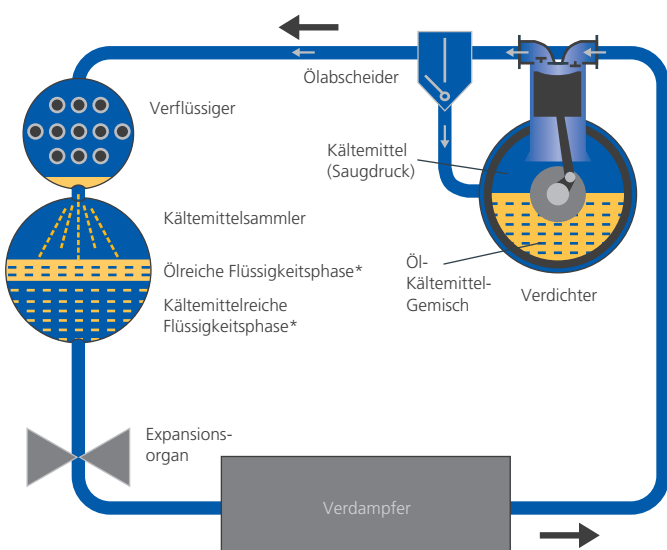 Ölabscheider
Verflüssiger
Kältemittel
(Saugdruck)
Kältemittelsammler
Ölreiche Flüssigkeitsphase*
Kältemittelreiche
Flüssigkeitsphase*
Öl-
Kältemittel-
Gemisch
Verdichter
Expansions-
organ
Verdampfer